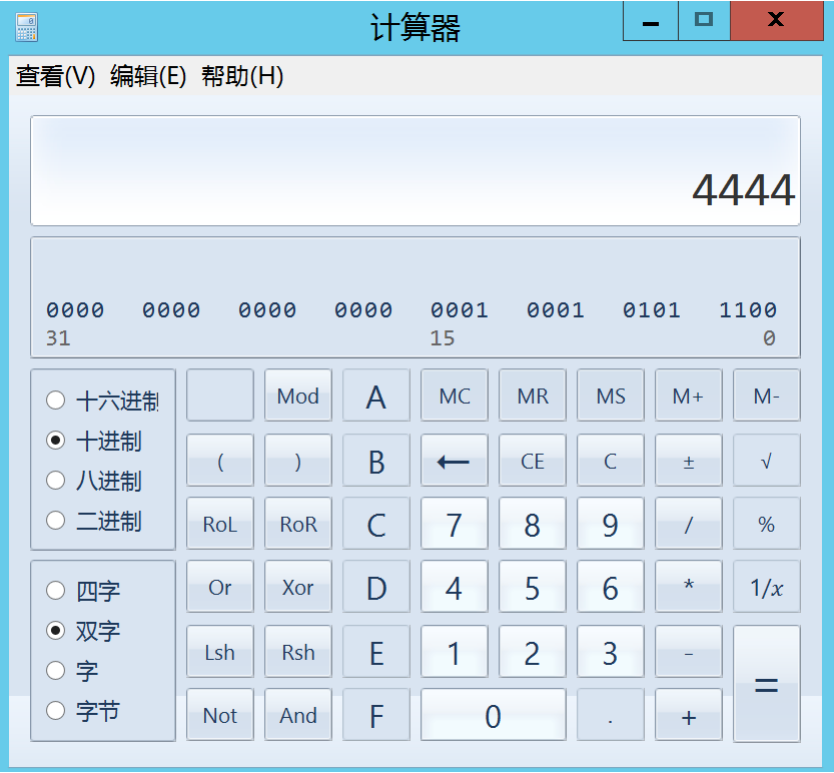 计算器
查看(V) 编辑(E) 帮助(H)
4444
0000 0000 0000 0000 0001 0001 0101 1100
31 15 0
十六进制 Mod A MC MR MS M+ M-
十进制 ( ) B ← CE C ± √
八进制
二进制 RoL RoR C 7 8 9 / %
四字 Or Xor D 4 5 6 * 1/x
双字
字 Lsh Rsh E 1 2 3 - =
字节 Not And F 0 . +